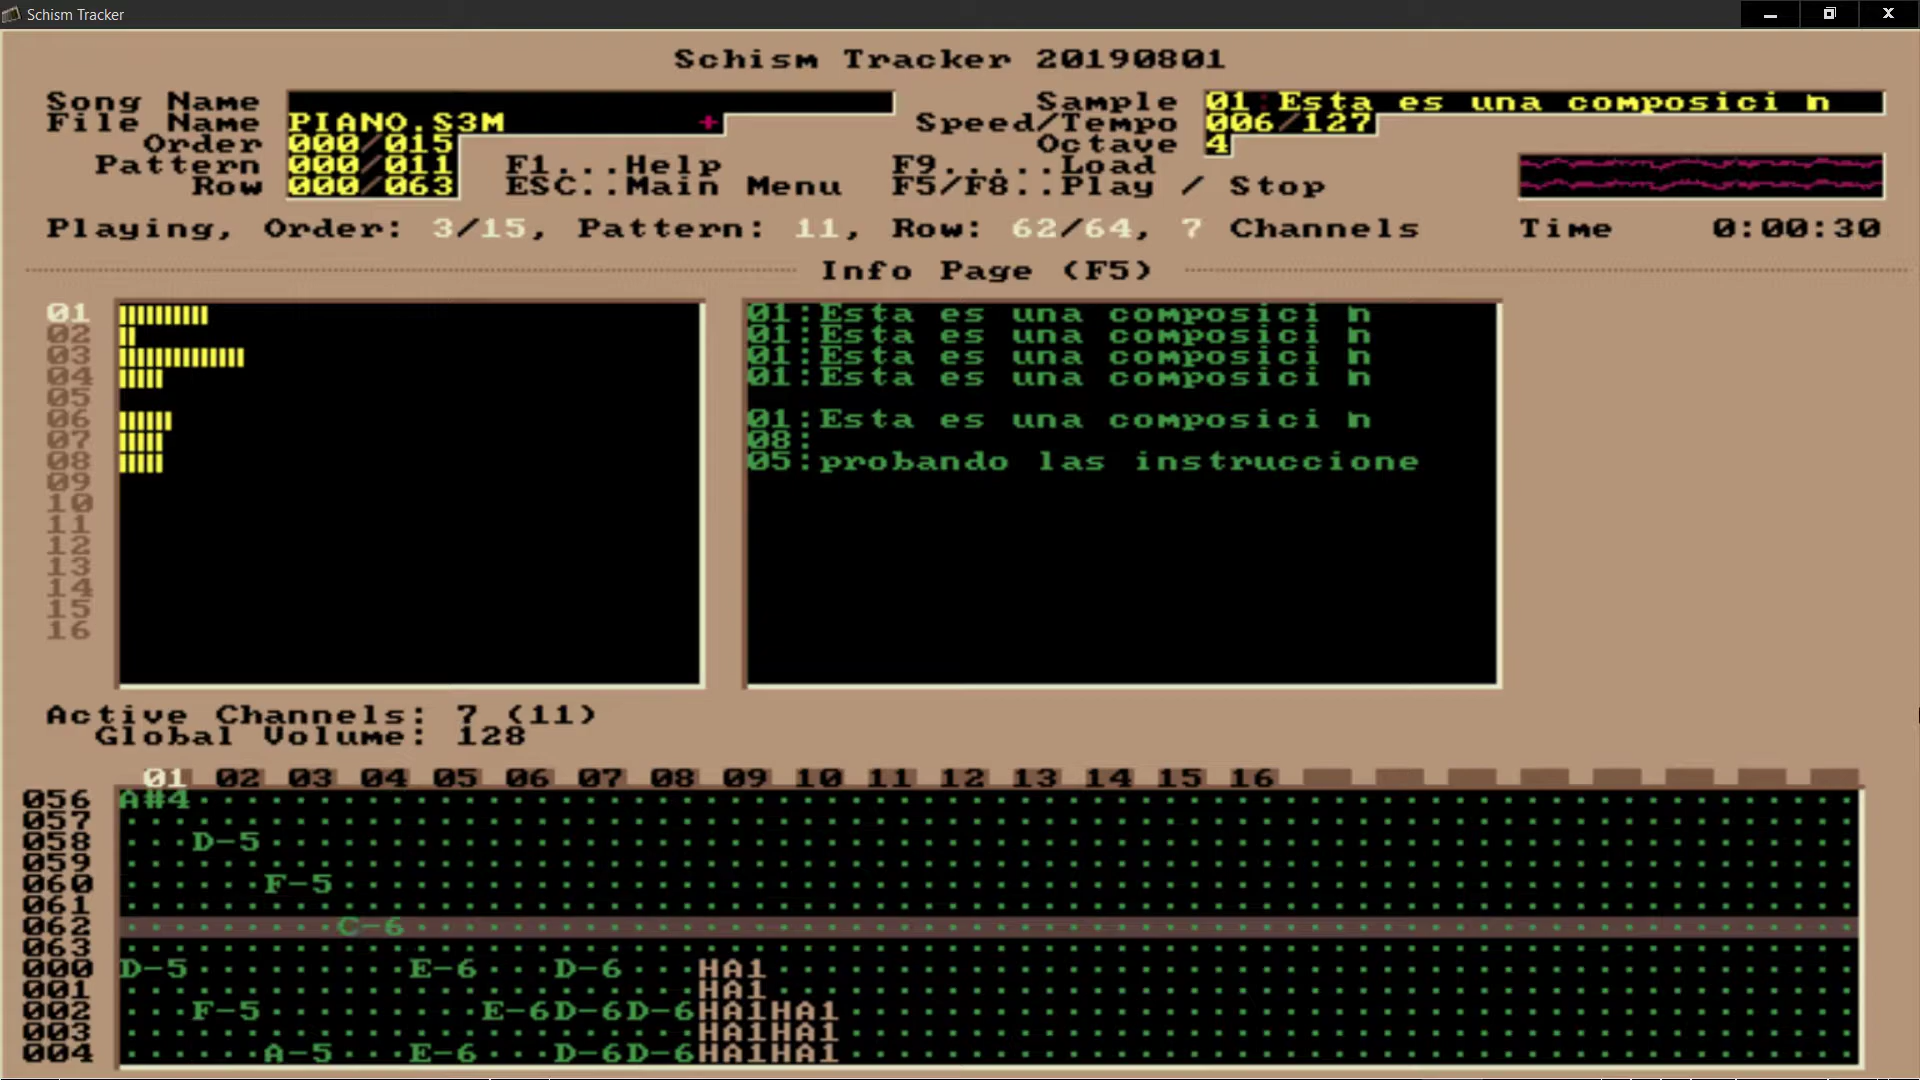 Schism Tracker
Schism Tracker 20190801
Song Name
Sample 01:Esta es una composici n
File Name PIANO.S3M +
Speed/Tempo 006/127
Order 000/015
Octave 4
Pattern 000/011 F1...Help F9.....Load
Row 000/063 ESC..Main Menu F5/F8..Play / Stop
Playing, Order: 3/15, Pattern: 11, Row: 62/64, 7 Channels Time 0:00:30
Info Page (F5)
01 01:Esta es una composici n
02 01:Esta es una composici n
03 01:Esta es una composici n
04 01:Esta es una composici n
05
06 01:Esta es una composici n
07 08:
08 05:probando las instruccione
09
10
11
12
13
14
15
16
Active Channels: 7 (11)
Global Volume: 128
01 02 03 04 05 06 07 08 09 10 11 12 13 14 15 16
056 A#4
057
058 D-5
059
060 F-5
061
062 C-6
063
000 D-5 E-6 D-6 HA1
001 HA1
002 F-5 E-6 D-6 D-6 HA1 HA1
003 HA1 HA1
004 A-5 E-6 D-6 D-6 HA1 HA1